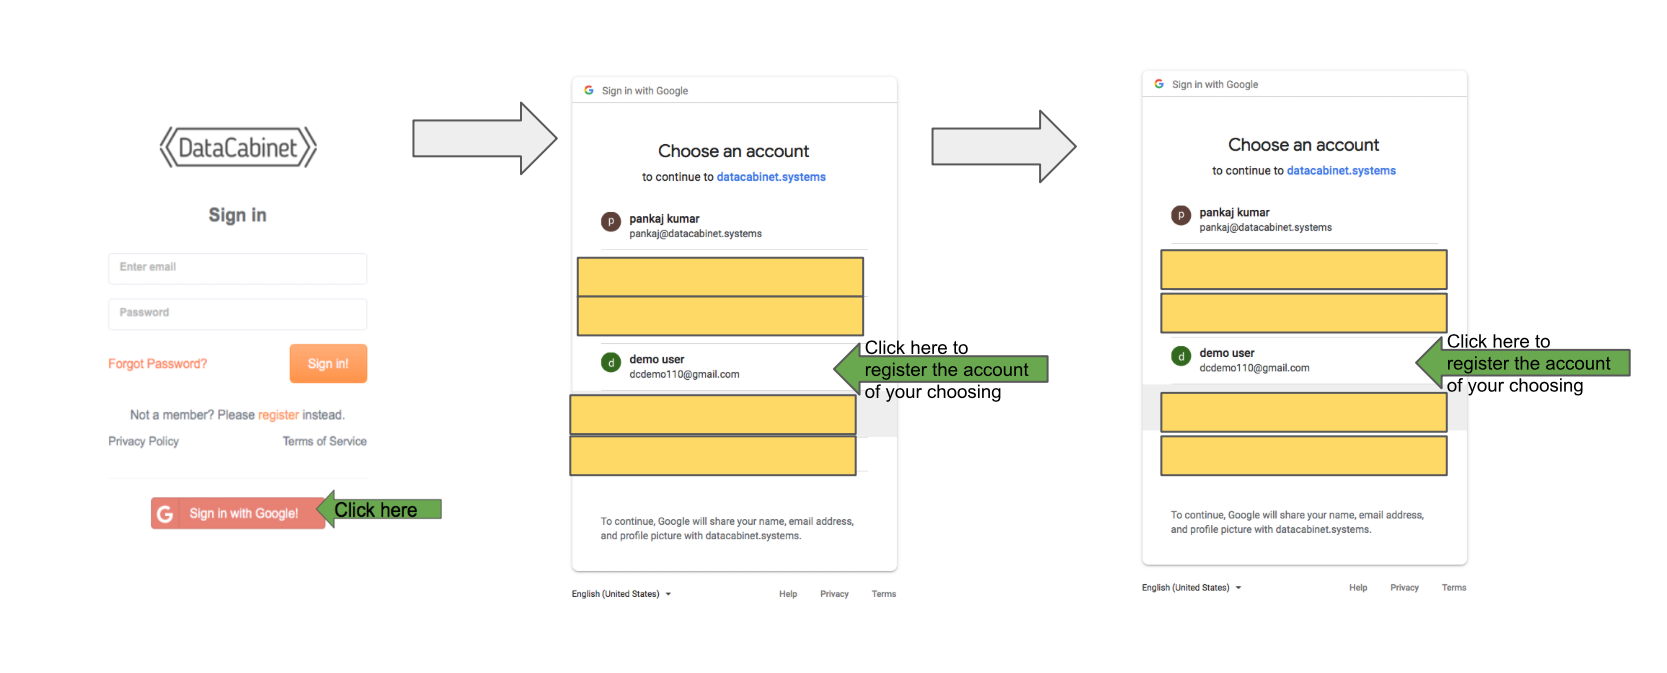 DataCabinet
Sign in
Enter email
Password
Forgot Password?
Sign in!
Not a member? Please register instead.
Privacy Policy
Terms of Service
Sign in with Google!
Click here
Sign in with Google
Choose an account
to continue to datacabinet.systems
p
pankaj kumar
pankaj@datacabinet.systems
d
demo user
dcdemo110@gmail.com
Click here to
register the account
of your choosing
To continue, Google will share your name, email address,
and profile picture with datacabinet.systems.
English (United States)
Help
Privacy
Terms
Sign in with Google
Choose an account
to continue to datacabinet.systems
p
pankaj kumar
pankaj@datacabinet.systems
d
demo user
dcdemo110@gmail.com
Click here to
register the account
of your choosing
To continue, Google will share your name, email address,
and profile picture with datacabinet.systems.
English (United States)
Help
Privacy
Terms